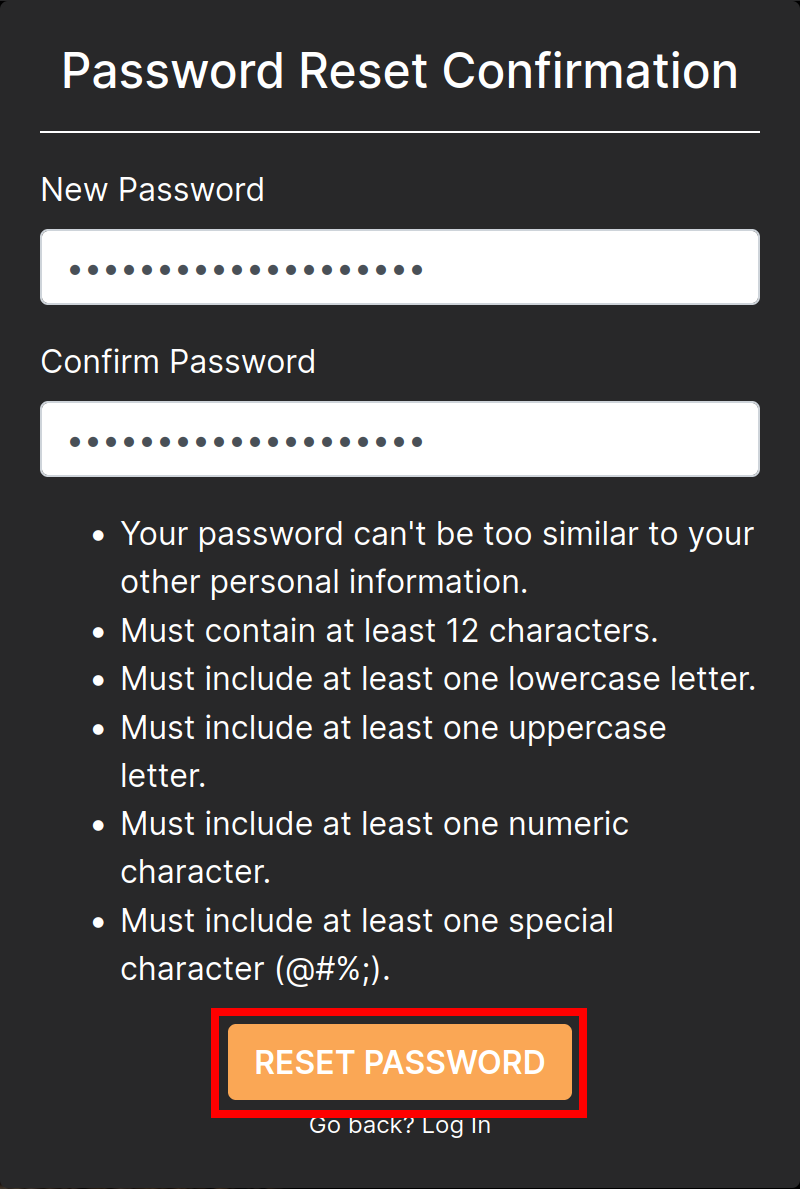 Password Reset Confirmation
New Password
••••••••••••••••••••
Confirm Password
••••••••••••••••••••
• Your password can't be too similar to your
other personal information.
• Must contain at least 12 characters.
• Must include at least one lowercase letter.
• Must include at least one uppercase
letter.
• Must include at least one numeric
character.
• Must include at least one special
character (@#%;).
RESET PASSWORD
Go back? Log In